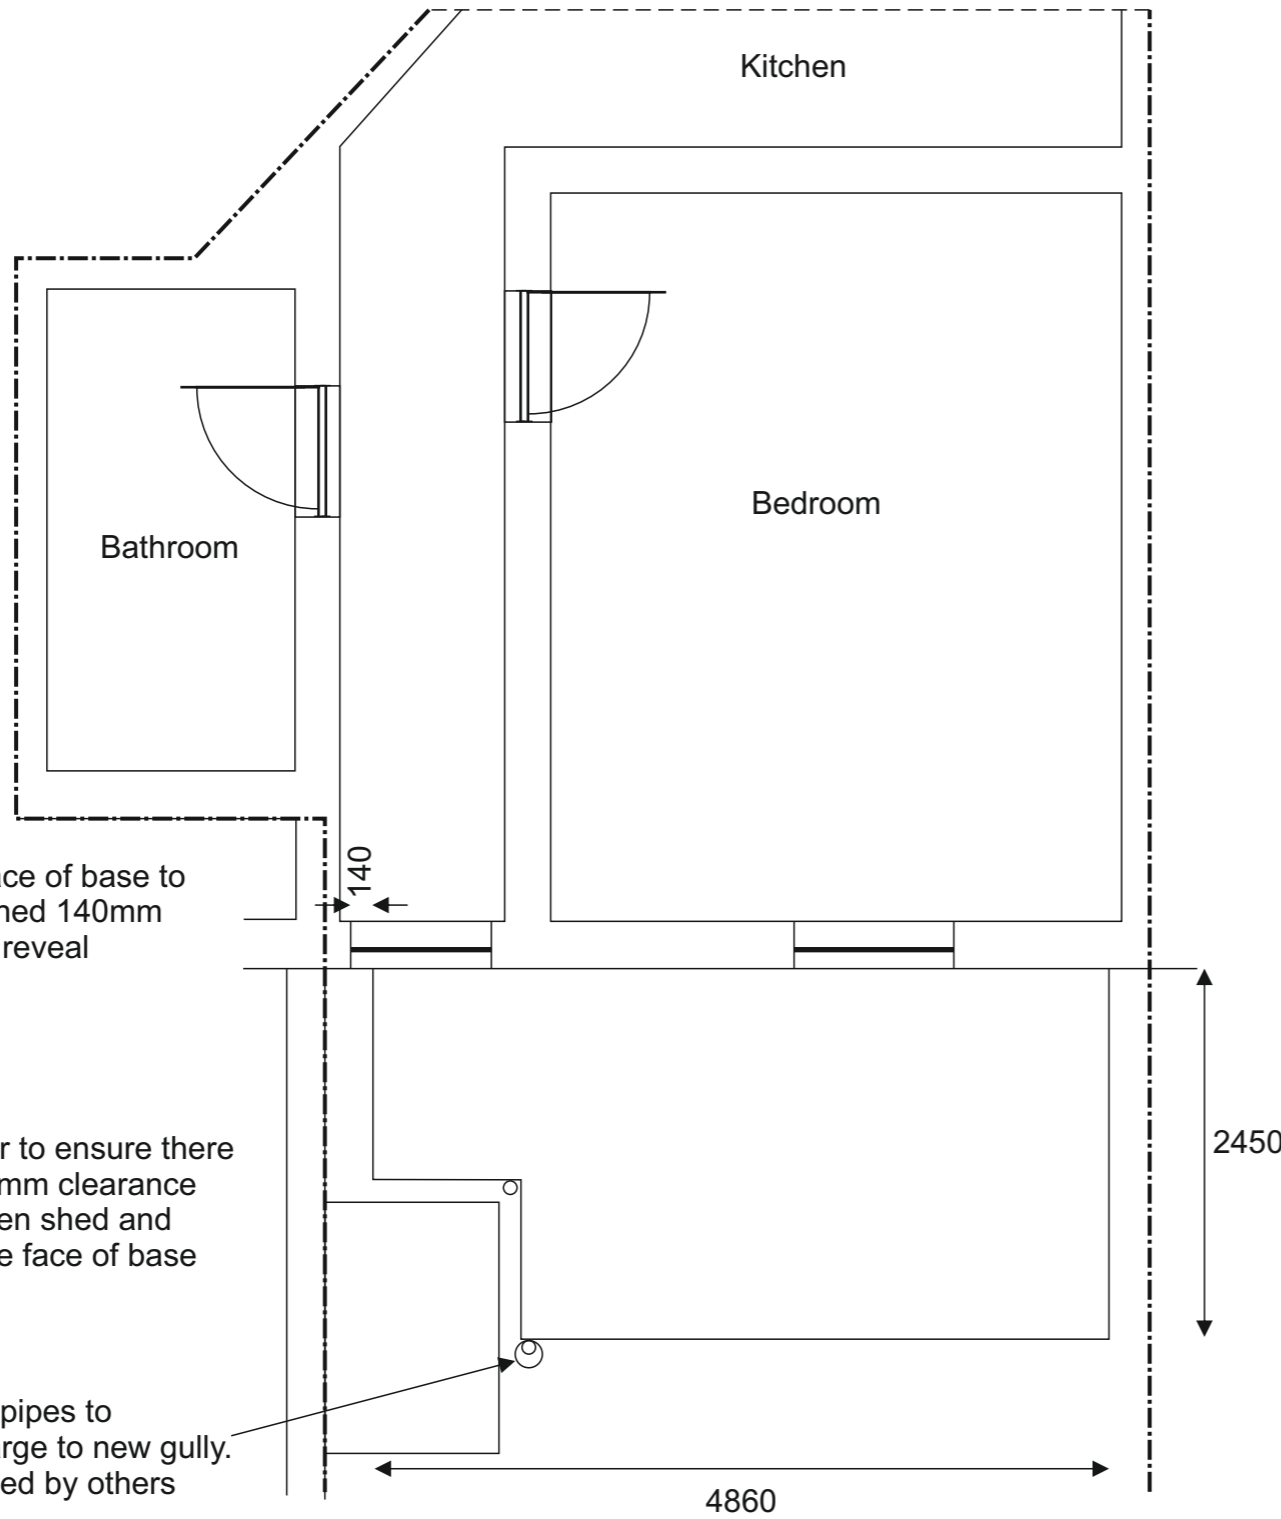 Kitchen
Bedroom
Bathroom
140
ace of base to
hed 140mm
reveal
2450
r to ensure there
mm clearance
en shed and
e face of base
pipes to
arge to new gully.
ed by others
4860